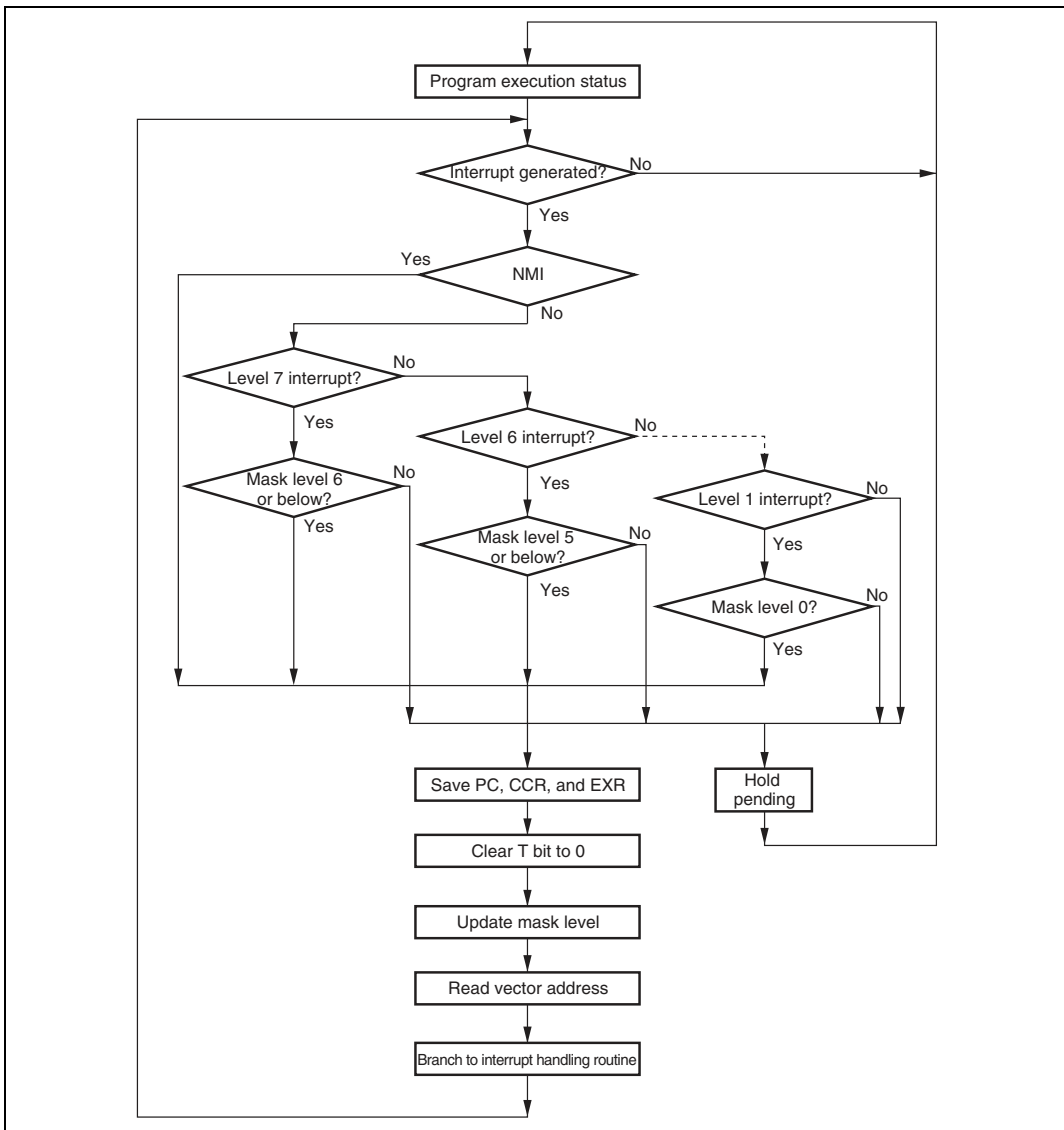 Program execution status
Interrupt generated?
No
Yes
Yes
NMI
No
Level 7 interrupt?
No
Yes
Level 6 interrupt?
No
Mask level 6
or below?
No
Yes
Yes
Level 1 interrupt?
No
Mask level 5
or below?
No
Yes
Yes
Mask level 0?
No
Yes
Save PC, CCR, and EXR
Hold
pending
Clear T bit to 0
Update mask level
Read vector address
Branch to interrupt handling routine